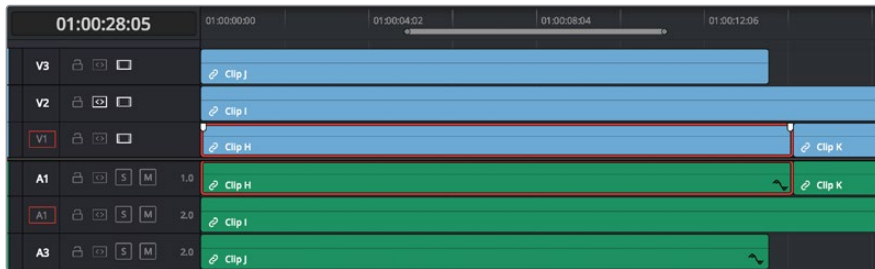 01:00:28:05 01:00:00:00 01:00:04:02 01:00:08:04 01:00:12:06
V3 Clip J
V2 Clip I
V1 Clip H Clip K
A1 S M 1.0 Clip H Clip K
A1 S M 2.0 Clip I
A3 S M 2.0 Clip J